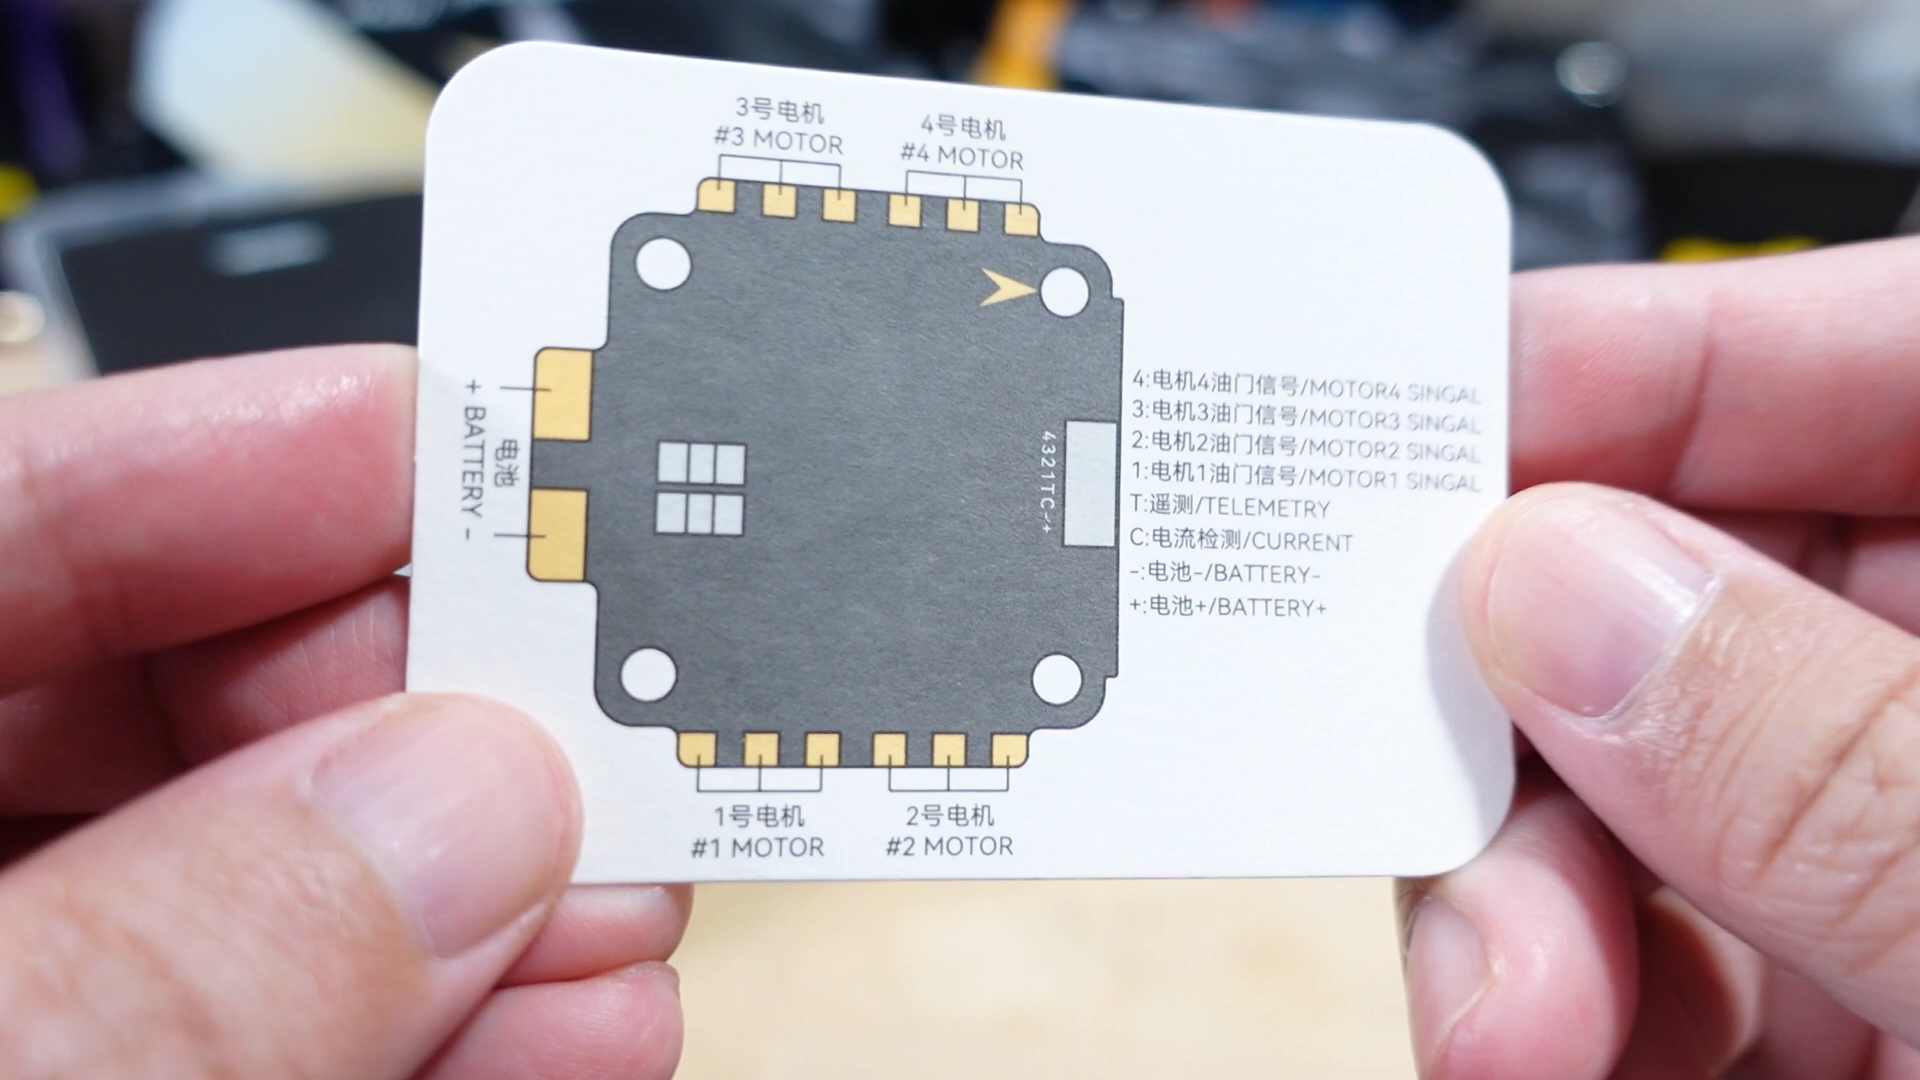 3号电机
#3 MOTOR
4号电机
#4 MOTOR
+ BATTERY -
电池
4321TC-+
4:电机4油门信号/MOTOR4 SINGAL
3:电机3油门信号/MOTOR3 SINGAL
2:电机2油门信号/MOTOR2 SINGAL
1:电机1油门信号/MOTOR1 SINGAL
T:遥测/TELEMETRY
C:电流检测/CURRENT
-:电池-/BATTERY-
+:电池+/BATTERY+
1号电机
#1 MOTOR
2号电机
#2 MOTOR